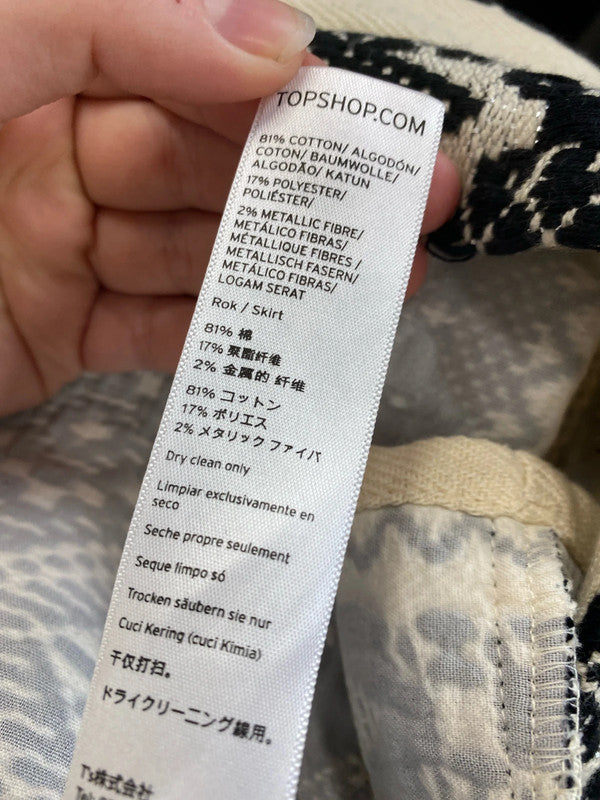 TOPSHOP.COM
81% COTTON/ ALGODÓN/
COTON/ BAUMWOLLE/
ALGODÃO/ KATUN
17% POLYESTER/
POLIÉSTER/
2% METALLIC FIBRE/
METÁLICO FIBRAS/
MÉTALLIQUE FIBRES /
METALLISCH FASERN/
METÁLICO FIBRAS/
LOGAM SERAT
Rok / Skirt
81% 棉
17% 聚酯纤维
2% 金属的 纤维
81% コットン
17% ポリエス
2% メタリック ファイバ
Dry clean only
Limpiar exclusivamente en
seco
Seche propre seulement
Seque limpo só
Trocken säubern sie nur
Cuci Kering (cuci Kimia)
干仅打扫。
ドライクリーニング線用。
T's株式会社